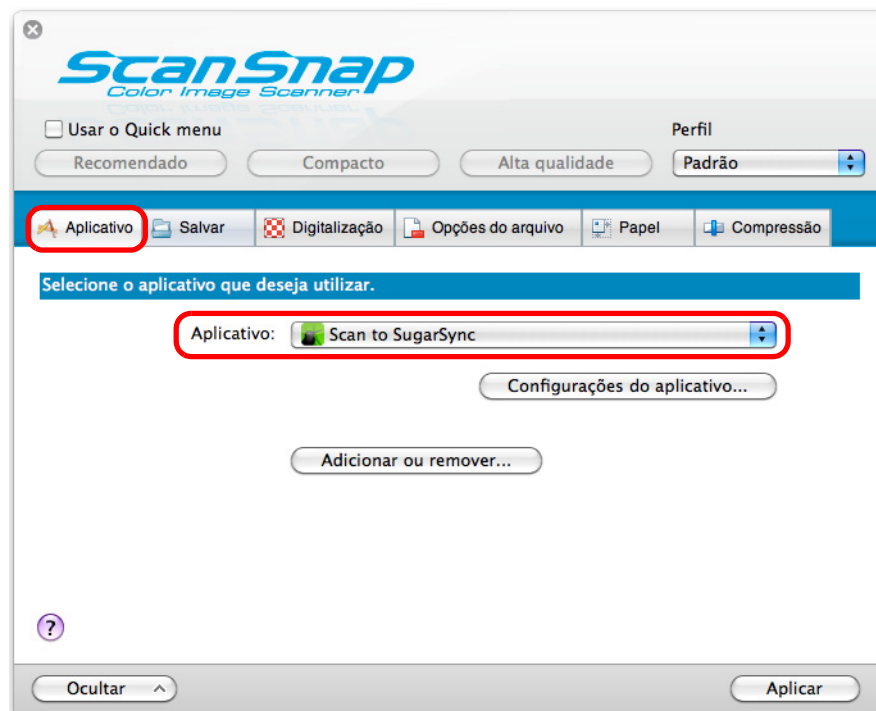 ScanSnap
Color Image Scanner
Usar o Quick menu
Perfil
Recomendado
Compacto
Alta qualidade
Padrão
Aplicativo
Salvar
Digitalização
Opções do arquivo
Papel
Compressão
Selecione o aplicativo que deseja utilizar.
Aplicativo:
Scan to SugarSync
Configurações do aplicativo...
Adicionar ou remover...
?
Ocultar
Aplicar